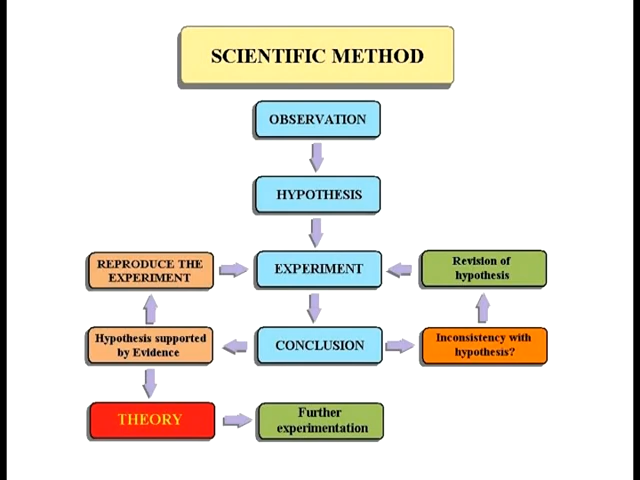 SCIENTIFIC METHOD
OBSERVATION
HYPOTHESIS
REPRODUCE THE
EXPERIMENT
EXPERIMENT
Revision of
hypothesis
Hypothesis supported
by Evidence
CONCLUSION
Inconsistency with
hypothesis?
THEORY
Further
experimentation